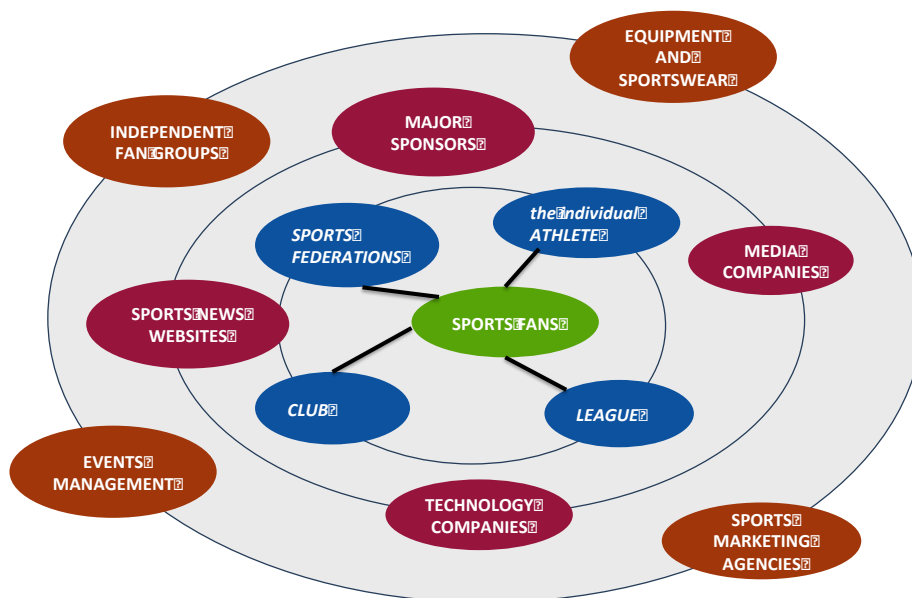 EQUIPMENT
AND
SPORTSWEAR
INDEPENDENT
FAN GROUPS
MAJOR
SPONSORS
the individual
ATHLETE
SPORTS
FEDERATIONS
MEDIA
COMPANIES
SPORTS NEWS
WEBSITES
SPORTS FANS
CLUB
LEAGUE
EVENTS
MANAGEMENT
TECHNOLOGY
COMPANIES
SPORTS
MARKETING
AGENCIES